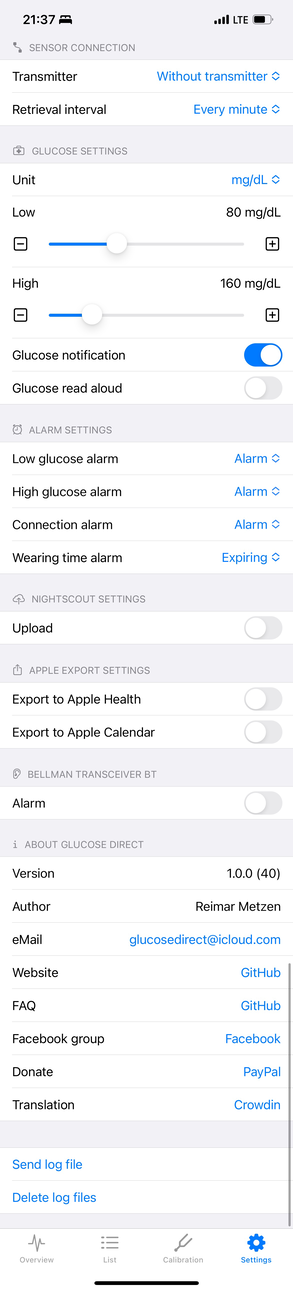 21:37
LTE
SENSOR CONNECTION
Transmitter Without transmitter
Retrieval interval Every minute
GLUCOSE SETTINGS
Unit mg/dL
Low 80 mg/dL
High 160 mg/dL
Glucose notification
Glucose read aloud
ALARM SETTINGS
Low glucose alarm Alarm
High glucose alarm Alarm
Connection alarm Alarm
Wearing time alarm Expiring
NIGHTSCOUT SETTINGS
Upload
APPLE EXPORT SETTINGS
Export to Apple Health
Export to Apple Calendar
BELLMAN TRANSCEIVER BT
Alarm
ABOUT GLUCOSE DIRECT
Version 1.0.0 (40)
Author Reimar Metzen
eMail glucosedirect@icloud.com
Website GitHub
FAQ GitHub
Facebook group Facebook
Donate PayPal
Translation Crowdin
Send log file
Delete log files
Overview List Calibration Settings